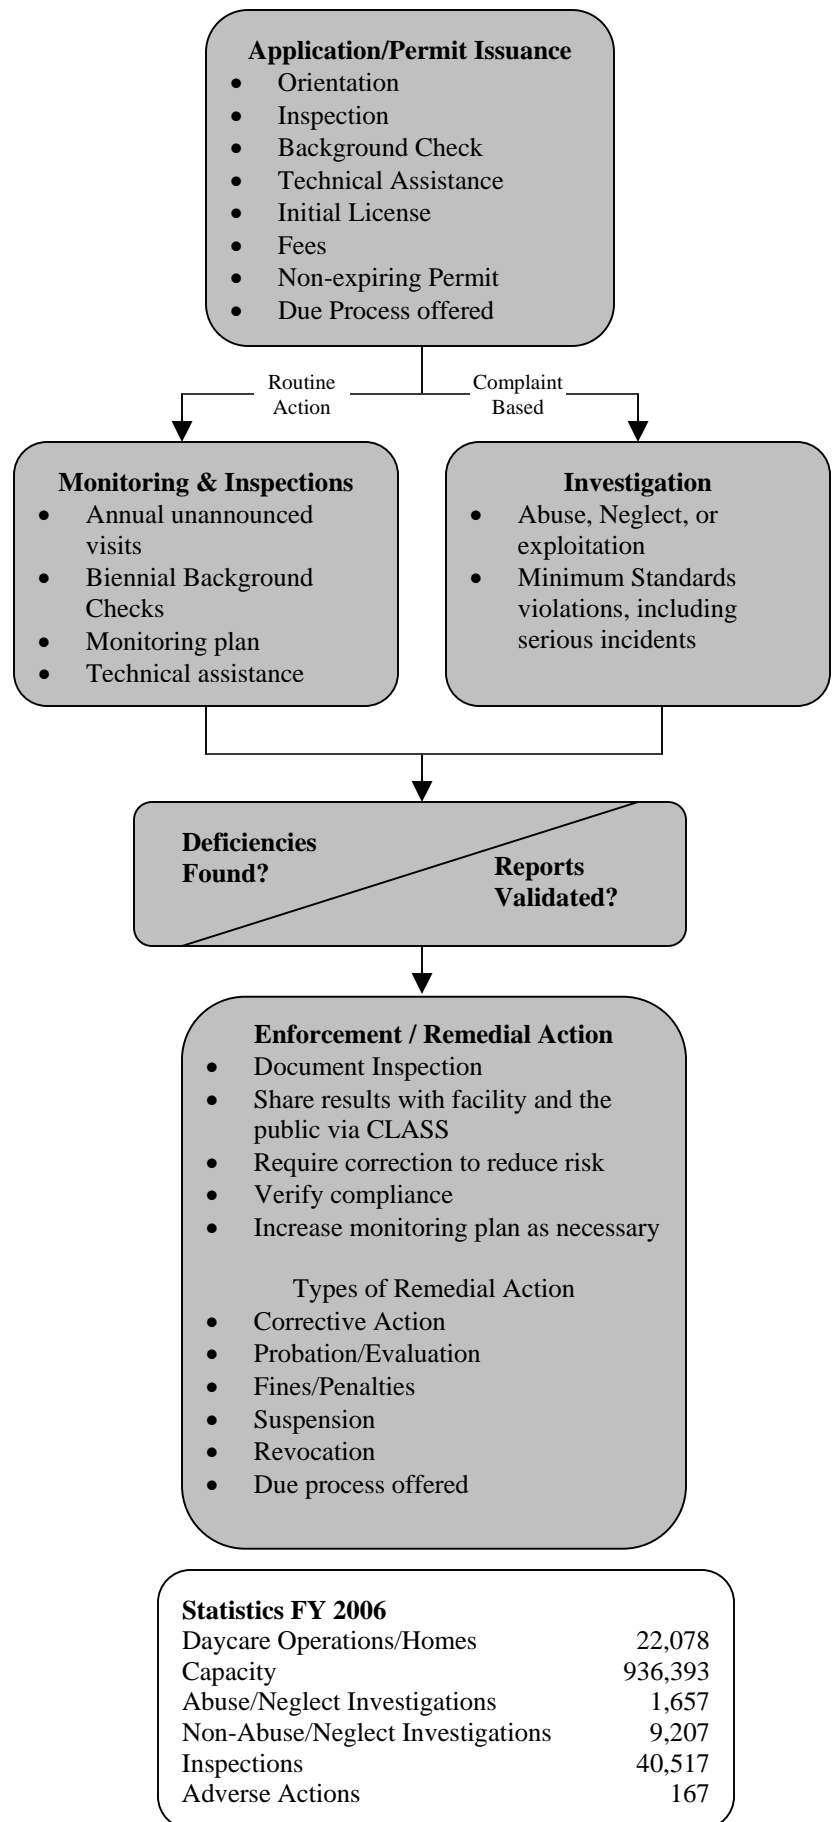 Application/Permit Issuance
• Orientation
• Inspection
• Background Check
• Technical Assistance
• Initial License
• Fees
• Non-expiring Permit
• Due Process offered
Routine
Action
Complaint
Based
Monitoring & Inspections
• Annual unannounced
visits
• Biennial Background
Checks
• Monitoring plan
• Technical assistance
Investigation
• Abuse, Neglect, or
exploitation
• Minimum Standards
violations, including
serious incidents
Deficiencies
Found?
Reports
Validated?
Enforcement / Remedial Action
• Document Inspection
• Share results with facility and the
public via CLASS
• Require correction to reduce risk
• Verify compliance
• Increase monitoring plan as necessary
Types of Remedial Action
• Corrective Action
• Probation/Evaluation
• Fines/Penalties
• Suspension
• Revocation
• Due process offered
Statistics FY 2006
Daycare Operations/Homes 22,078
Capacity 936,393
Abuse/Neglect Investigations 1,657
Non-Abuse/Neglect Investigations 9,207
Inspections 40,517
Adverse Actions 167